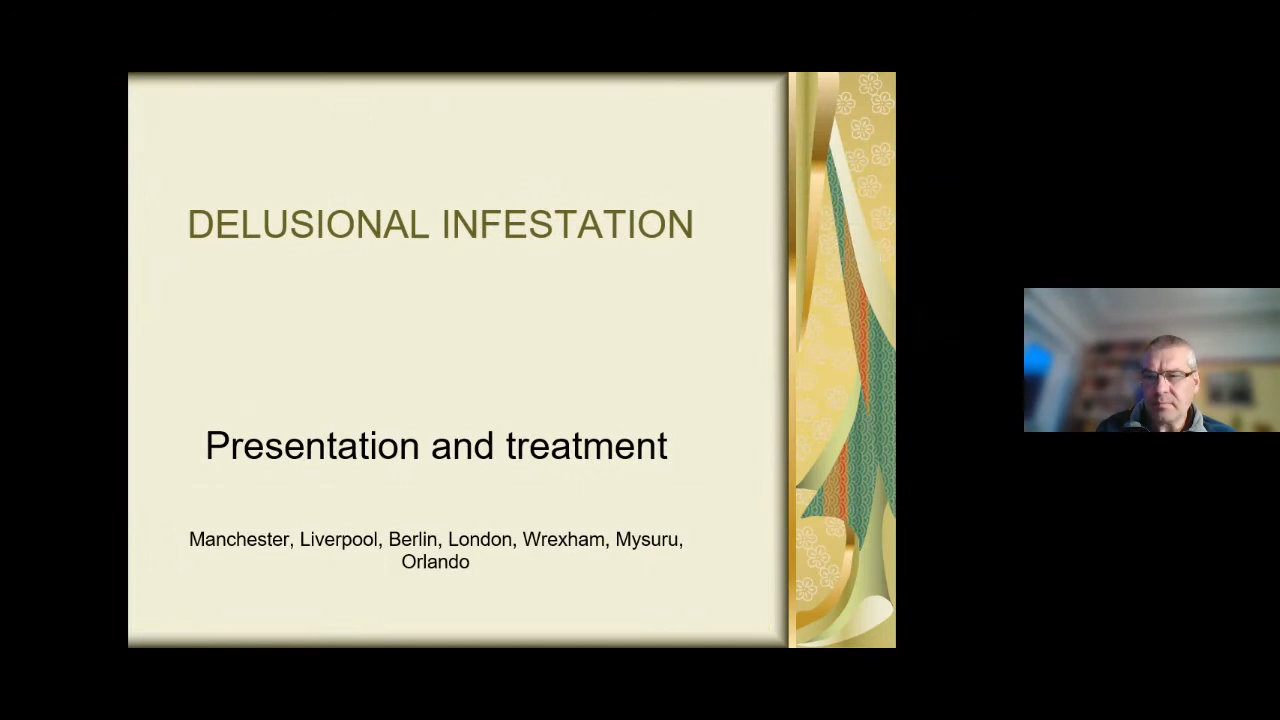 DELUSIONAL INFESTATION
Presentation and treatment
Manchester, Liverpool, Berlin, London, Wrexham, Mysuru,
Orlando